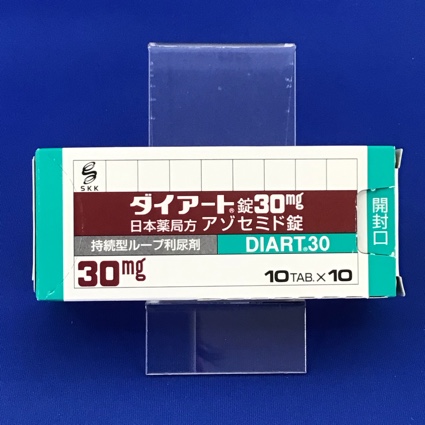 SKK
ダイアート®錠30mg
日本薬局方 アゾセミド錠
持続型ループ利尿剤 DIART®30
30mg 10TAB.×10
開封口